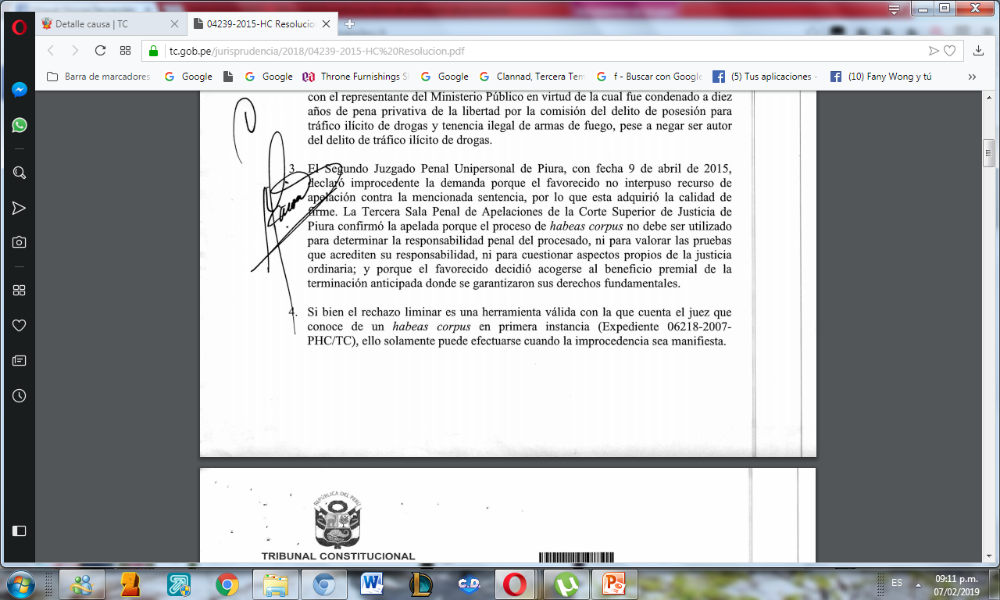 Detalle causa | TC
04239-2015-HC Resolucio
tc.gob.pe/jurisprudencia/2018/04239-2015-HC%20Resolucion.pdf
Barra de marcadores
Google
Google
Throne Furnishings S
Google
Clannad, Tercera Tem
f - Buscar con Google
(5) Tus aplicaciones -
(10) Fany Wong y tú
con el representante del Ministerio Público en virtud de la cual fue condenado a diez
años de pena privativa de la libertad por la comisión del delito de posesión para
tráfico ilícito de drogas y tenencia ilegal de armas de fuego, pese a negar ser autor
del delito de tráfico ilícito de drogas.
3. El Segundo Juzgado Penal Unipersonal de Piura, con fecha 9 de abril de 2015,
declaró improcedente la demanda porque el favorecido no interpuso recurso de
apelación contra la mencionada sentencia, por lo que esta adquirió la calidad de
firme. La Tercera Sala Penal de Apelaciones de la Corte Superior de Justicia de
Piura confirmó la apelada porque el proceso de habeas corpus no debe ser utilizado
para determinar la responsabilidad penal del procesado, ni para valorar las pruebas
que acrediten su responsabilidad, ni para cuestionar aspectos propios de la justicia
ordinaria; y porque el favorecido decidió acogerse al beneficio premial de la
terminación anticipada donde se garantizaron sus derechos fundamentales.
4. Si bien el rechazo liminar es una herramienta válida con la que cuenta el juez que
conoce de un habeas corpus en primera instancia (Expediente 06218-2007-
PHC/TC), ello solamente puede efectuarse cuando la improcedencia sea manifiesta.
REPÚBLICA DEL PERÚ
TRIBUNAL CONSTITUCIONAL
C.D.
ES
09:11 p.m.
07/02/2019